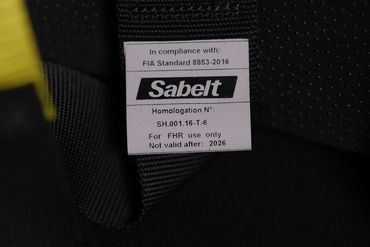 In compliance with:
FIA Standard 8853-2016
Sabelt
Homologation N°:
SH.001.16-T-6
For FHR use only
Not valid after: 2026